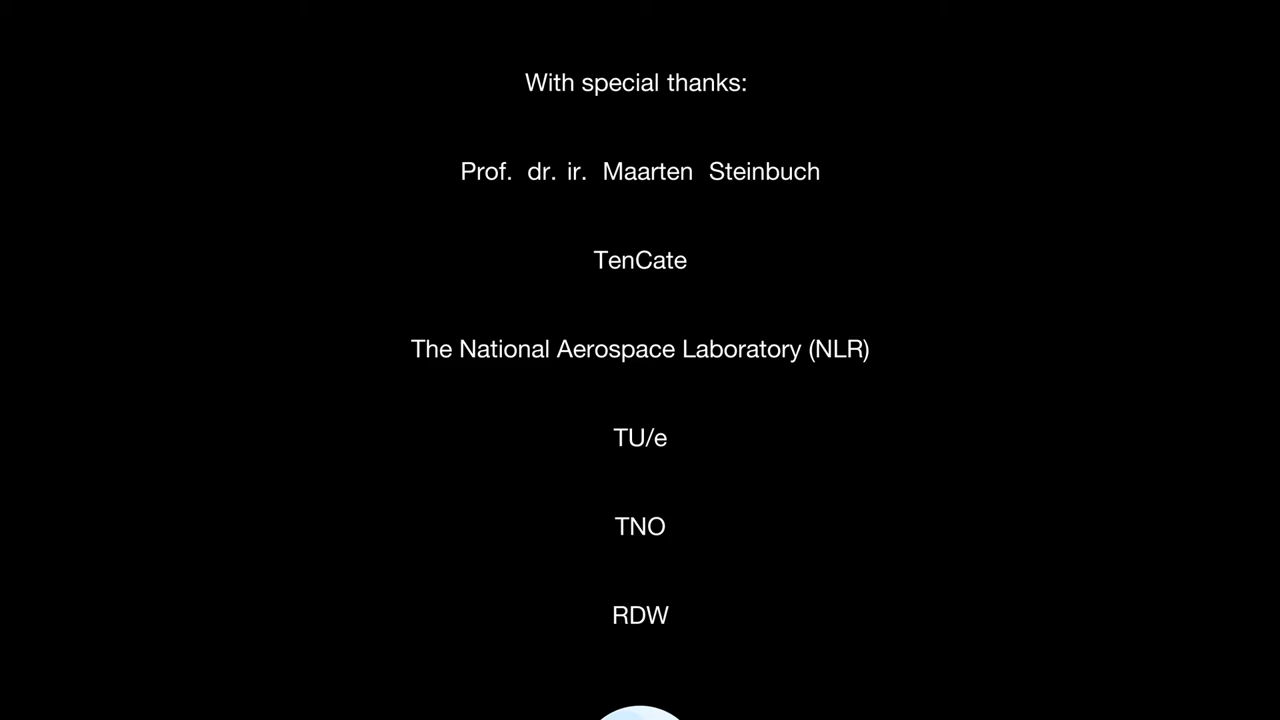 With special thanks:
Prof. dr. ir. Maarten Steinbuch
TenCate
The National Aerospace Laboratory (NLR)
TU/e
TNO
RDW